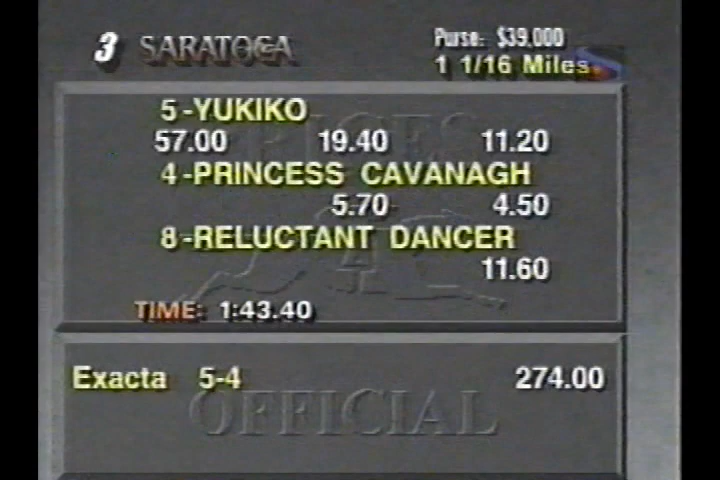 3 SARATOGA
Purse: $39,000
1 1/16 Miles
5-YUKIKO
57.00 19.40 11.20
4-PRINCESS CAVANAGH
5.70 4.50
8-RELUCTANT DANCER
11.60
TIME: 1:43.40
Exacta 5-4 274.00
OFFICIAL